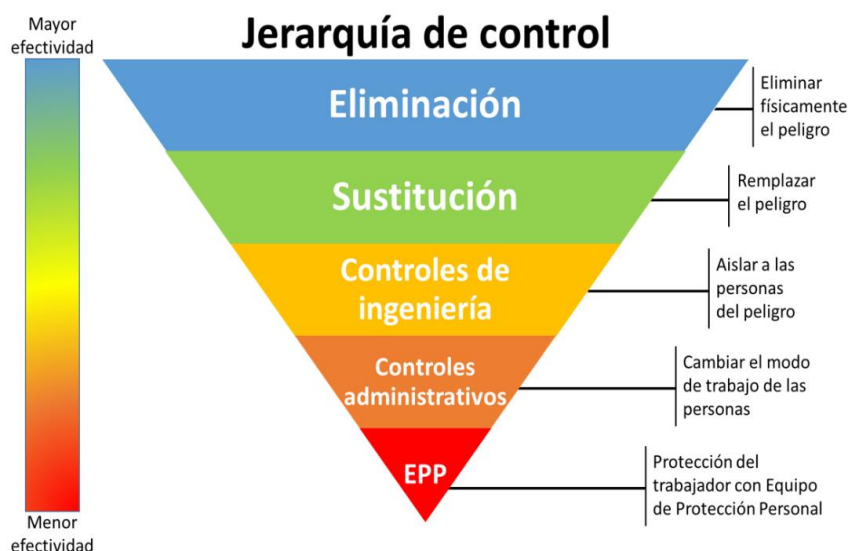 Jerarquía de control
Mayor
efectividad
Eliminación
Eliminar
físicamente
el peligro
Sustitución
Remplazar
el peligro
Controles de
ingeniería
Aislar a las
personas
del peligro
Controles
administrativos
Cambiar el modo
de trabajo de las
personas
EPP
Protección del
trabajador con Equipo
de Protección Personal
Menor
efectividad